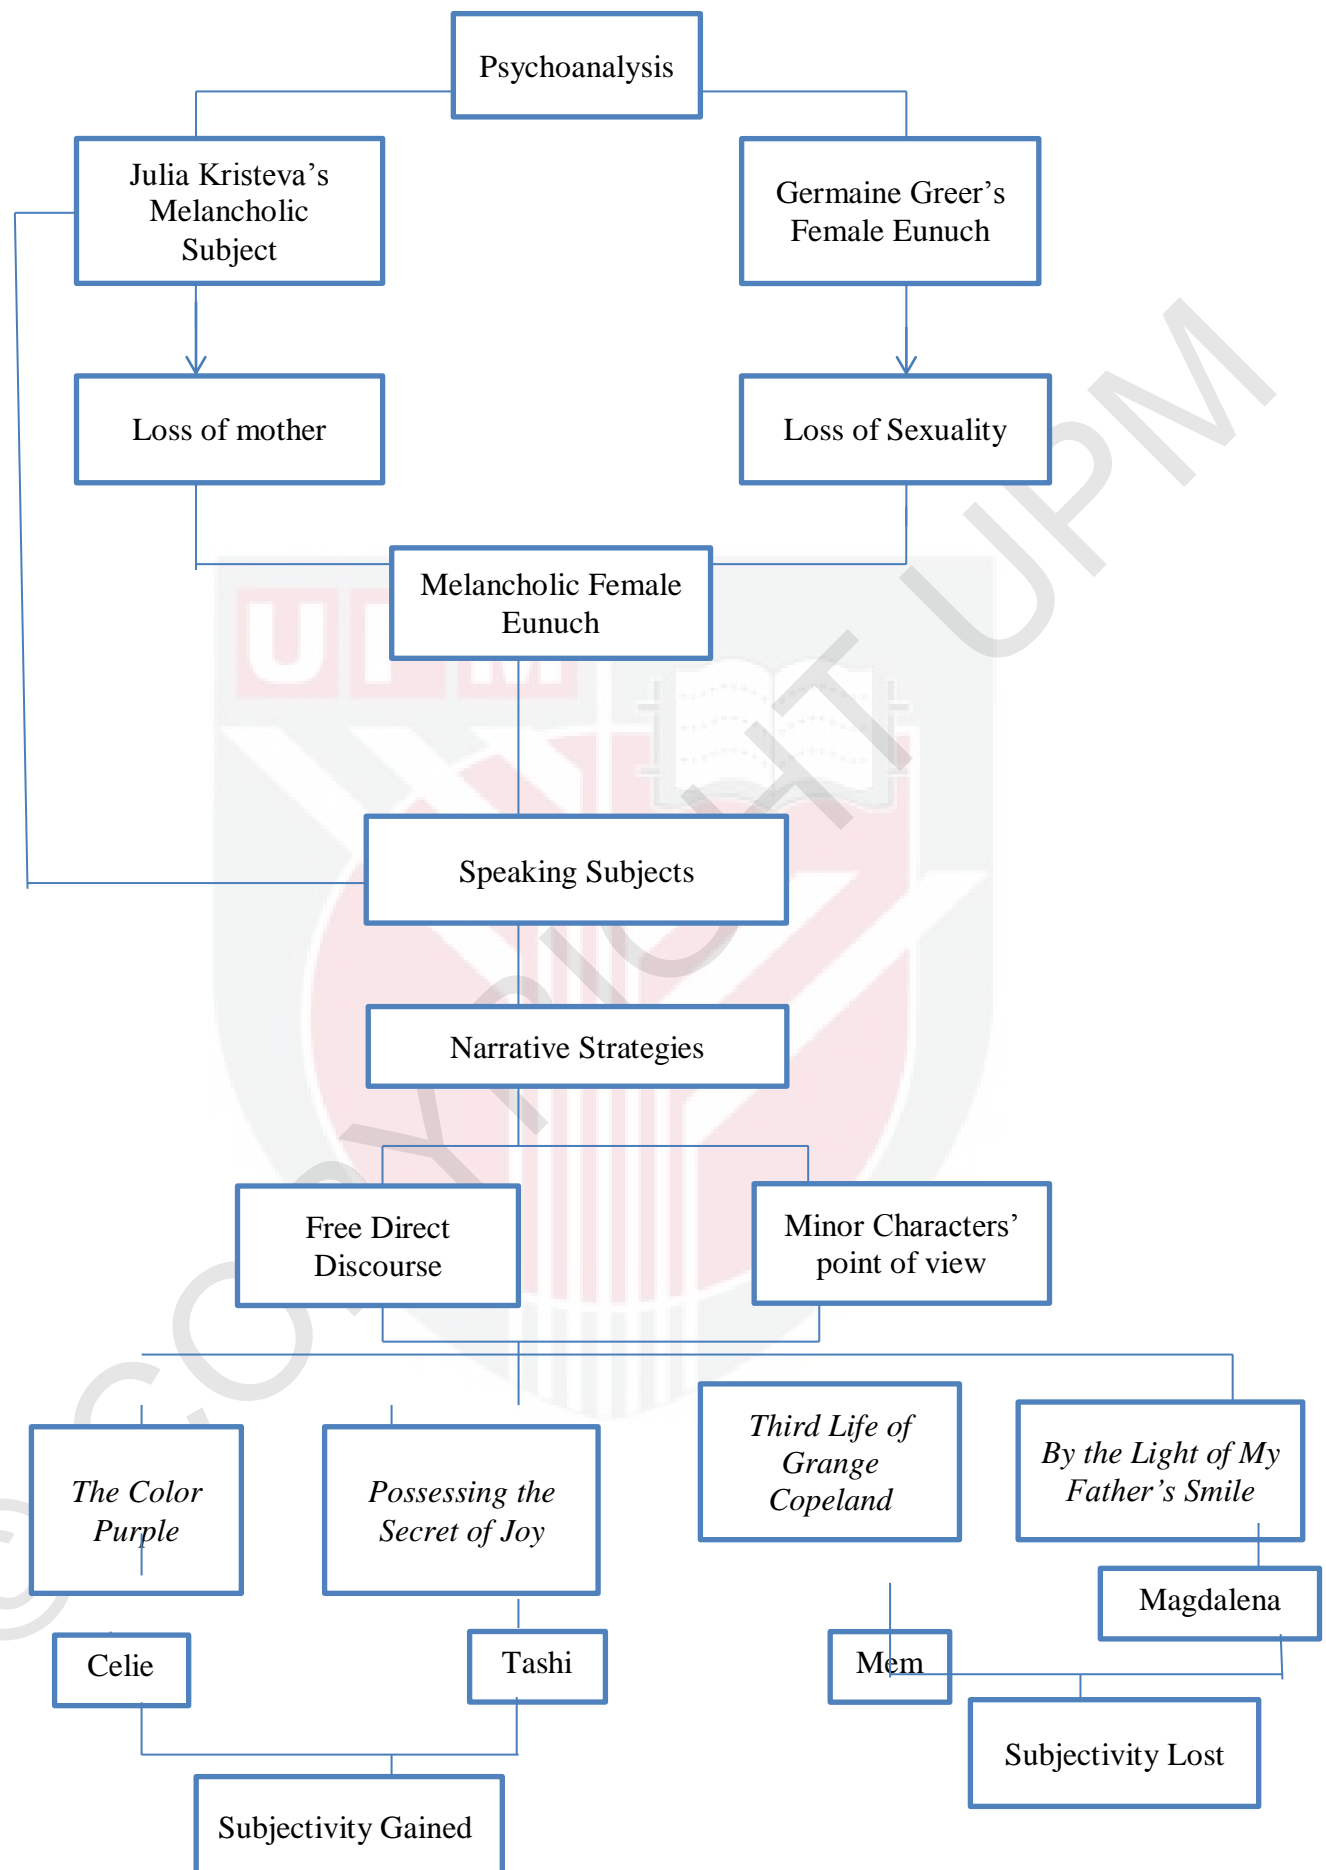 Psychoanalysis
Julia Kristeva’s
Melancholic
Subject
Germaine Greer’s
Female Eunuch
Loss of mother
Loss of Sexuality
Melancholic Female
Eunuch
UPM
Speaking Subjects
Narrative Strategies
Free Direct
Discourse
Minor Characters’
point of view
The Color
Purple
Possessing the
Secret of Joy
Third Life of
Grange
Copeland
By the Light of My
Father’s Smile
Celie
Tashi
Mem
Magdalena
Subjectivity Gained
Subjectivity Lost
© COPYRIGHT UPM